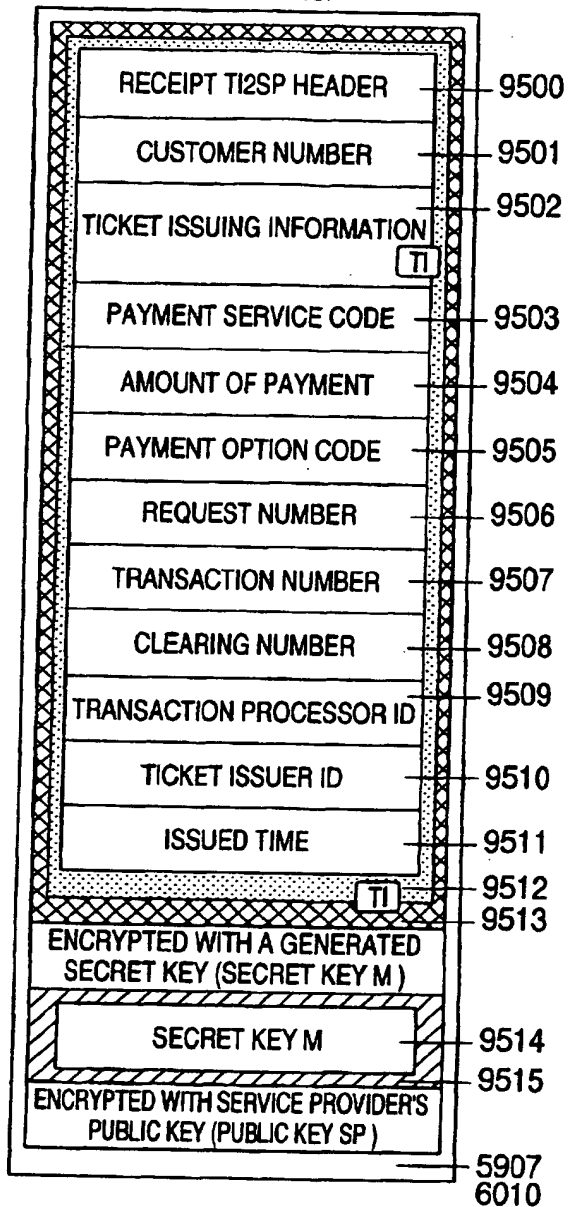 RECEIPT TI2SP HEADER 9500
CUSTOMER NUMBER 9501
9502
TICKET ISSUING INFORMATION
TI
PAYMENT SERVICE CODE 9503
AMOUNT OF PAYMENT 9504
PAYMENT OPTION CODE 9505
REQUEST NUMBER 9506
TRANSACTION NUMBER 9507
CLEARING NUMBER 9508
9509
TRANSACTION PROCESSOR ID
TICKET ISSUER ID 9510
ISSUED TIME 9511
TI 9512
9513
ENCRYPTED WITH A GENERATED
SECRET KEY (SECRET KEY M)
SECRET KEY M 9514
9515
ENCRYPTED WITH SERVICE PROVIDER'S
PUBLIC KEY (PUBLIC KEY SP)
5907
6010